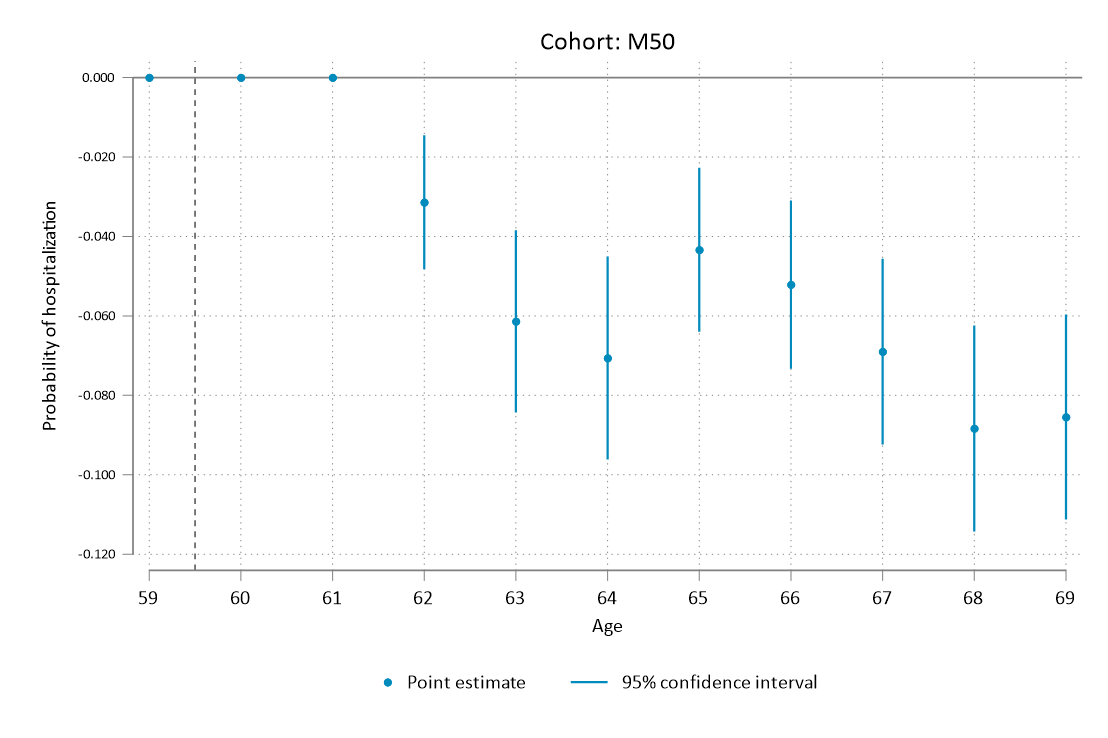 Cohort: M50
Probability of hospitalization
0.000
-0.020
-0.040
-0.060
-0.080
-0.100
-0.120
59 60 61 62 63 64 65 66 67 68 69
Age
Point estimate 95% confidence interval